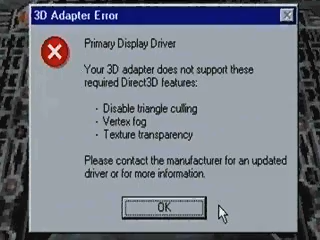 3D Adapter Error
Primary Display Driver
Your 3D adapter does not support these
required Direct3D features:
- Disable triangle culling
- Vertex fog
- Texture transparency
Please contact the manufacturer for an updated
driver or for more information.
OK